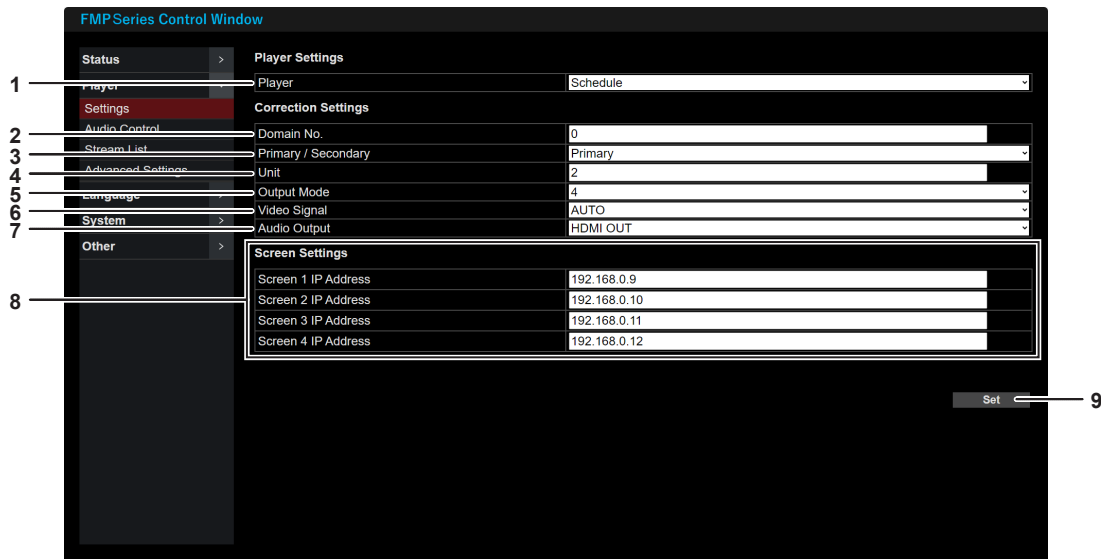 FMP Series Control Window
Status >
Player
Settings
Audio Control
Stream List
Advanced Settings
Language >
System >
Other >
Player Settings
1 Player Schedule
Correction Settings
2 Domain No. 0
3 Primary / Secondary Primary
4 Unit 2
5 Output Mode 4
6 Video Signal AUTO
7 Audio Output HDMI OUT
8 Screen Settings
Screen 1 IP Address 192.168.0.9
Screen 2 IP Address 192.168.0.10
Screen 3 IP Address 192.168.0.11
Screen 4 IP Address 192.168.0.12
Set 9